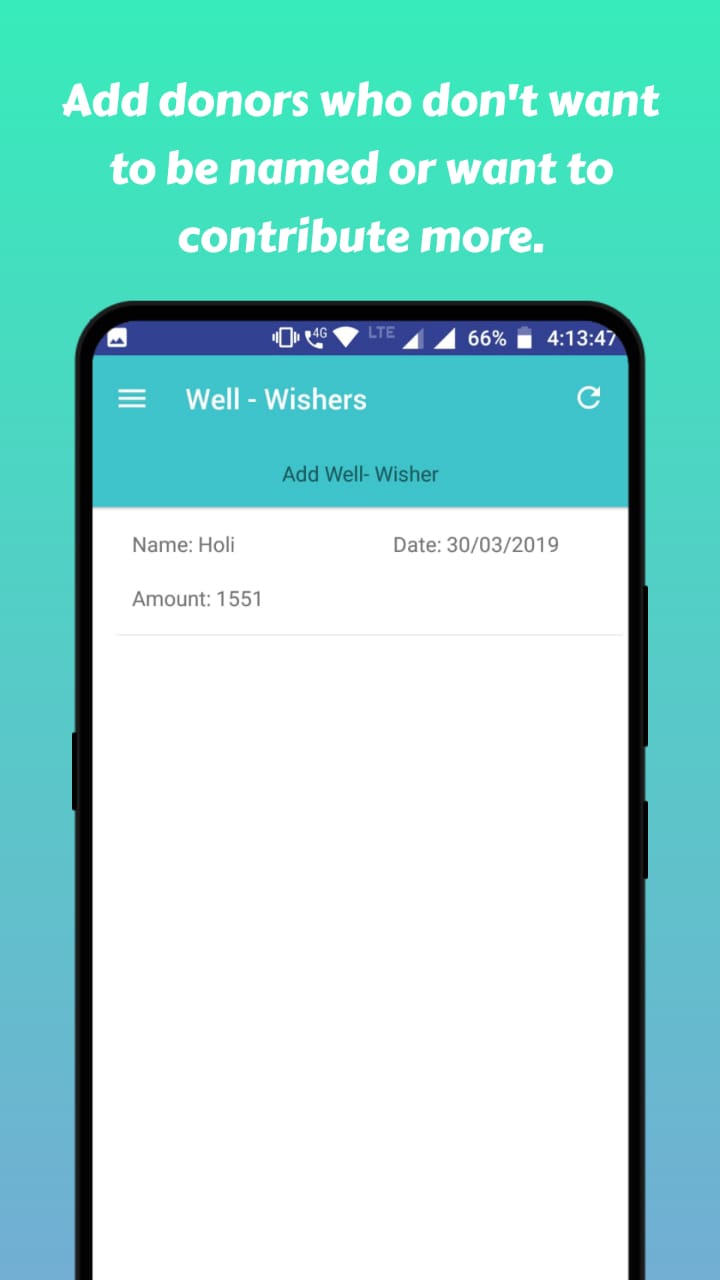 Add donors who don't want
to be named or want to
contribute more.
4G LTE 66% 4:13:47
Well - Wishers
Add Well- Wisher
Name: Holi Date: 30/03/2019
Amount: 1551